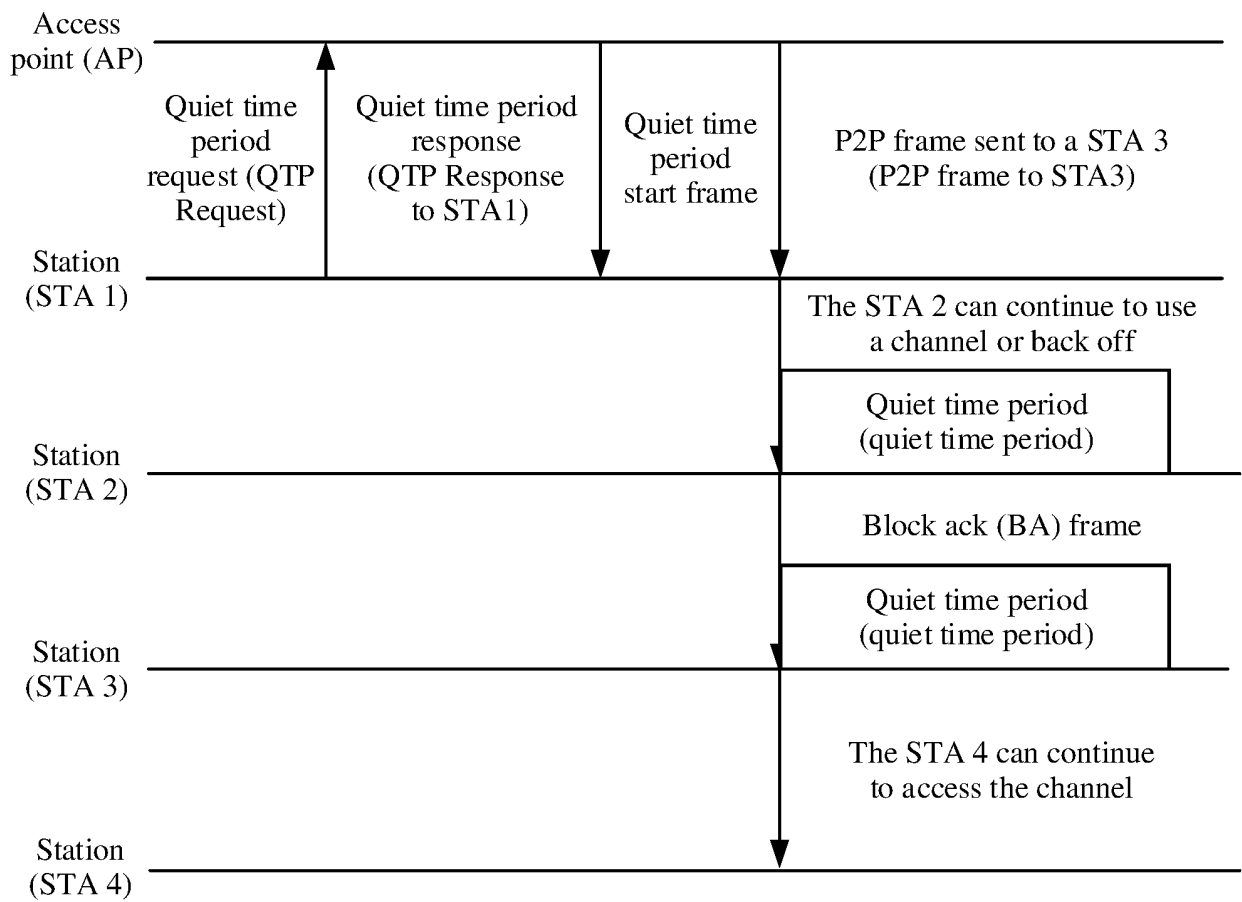 Access
point (AP)
Quiet time
period
request (QTP
Request)
Quiet time period
response
(QTP Response
to STA1)
Quiet time
period
start frame
P2P frame sent to a STA 3
(P2P frame to STA3)
Station
(STA 1)
The STA 2 can continue to use
a channel or back off
Quiet time period
(quiet time period)
Station
(STA 2)
Block ack (BA) frame
Quiet time period
(quiet time period)
Station
(STA 3)
The STA 4 can continue
to access the channel
Station
(STA 4)